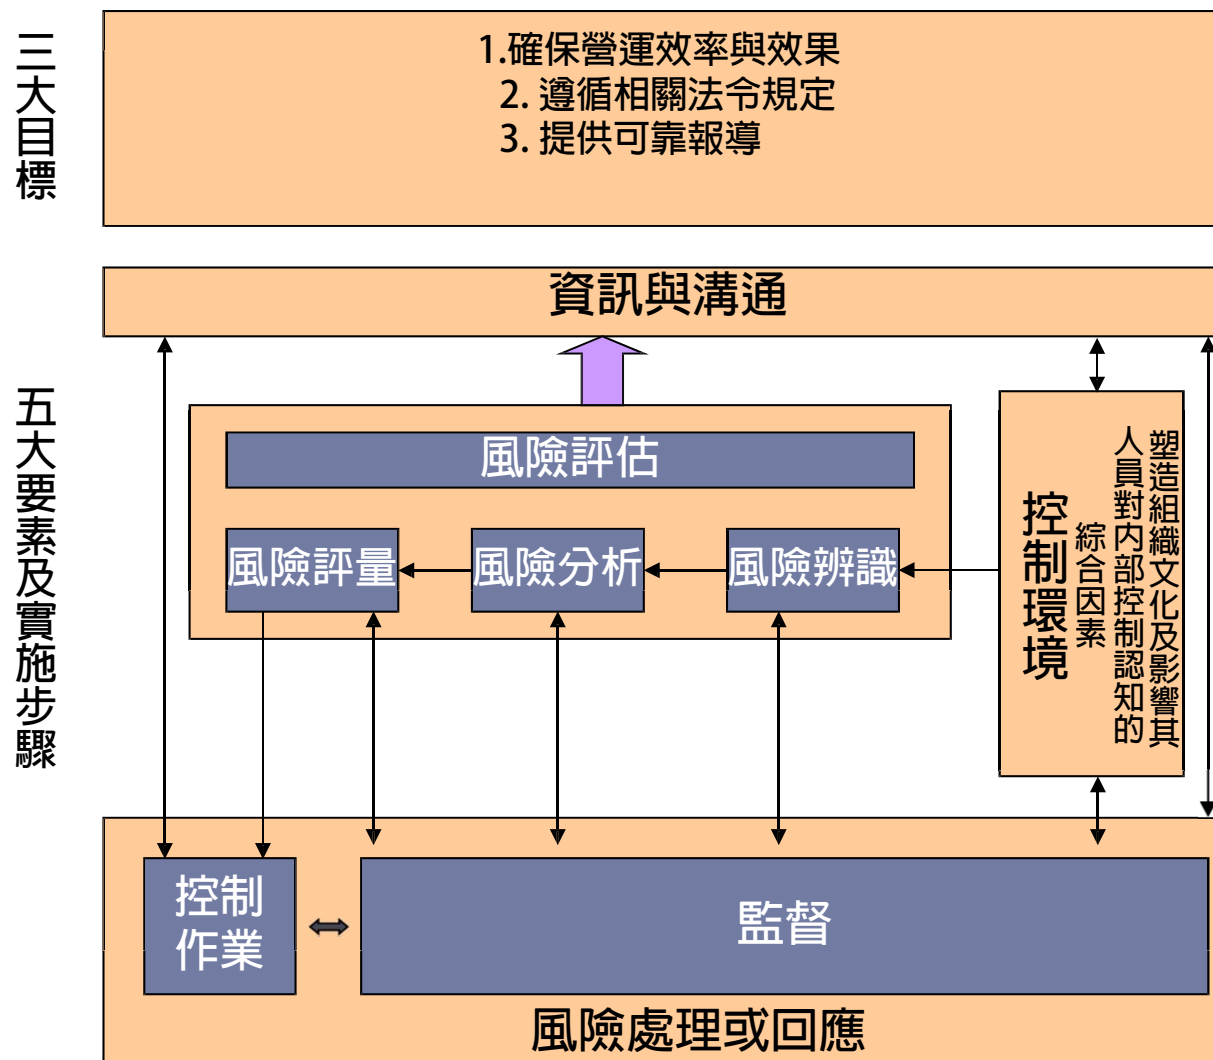 三大目標
1.確保營運效率與效果
2. 遵循相關法令規定
3. 提供可靠報導
五大要素及實施步驟
資訊與溝通
風險評估
風險評量
風險分析
風險辨識
塑造組織文化及影響其
人員對內部控制認知的
綜合因素
控制環境
控制
作業
監督
風險處理或回應